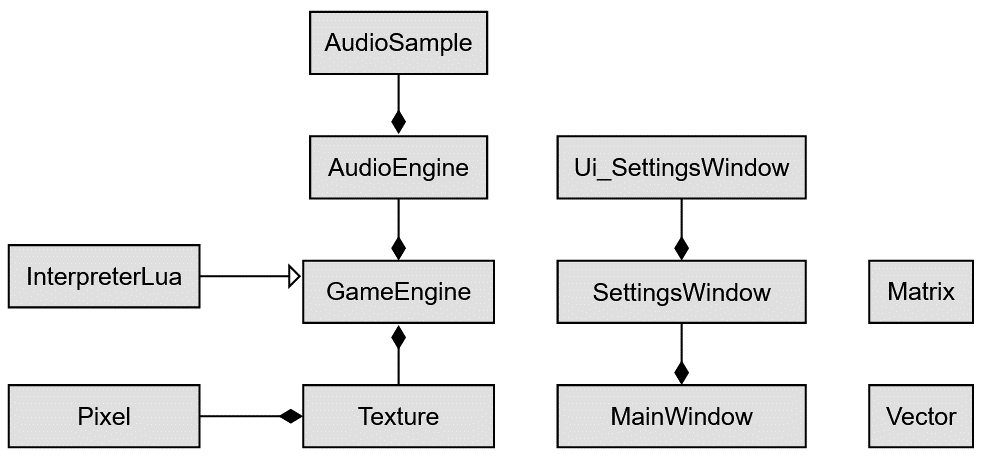 AudioSample
AudioEngine
Ui_SettingsWindow
InterpreterLua
GameEngine
SettingsWindow
Matrix
Pixel
Texture
MainWindow
Vector